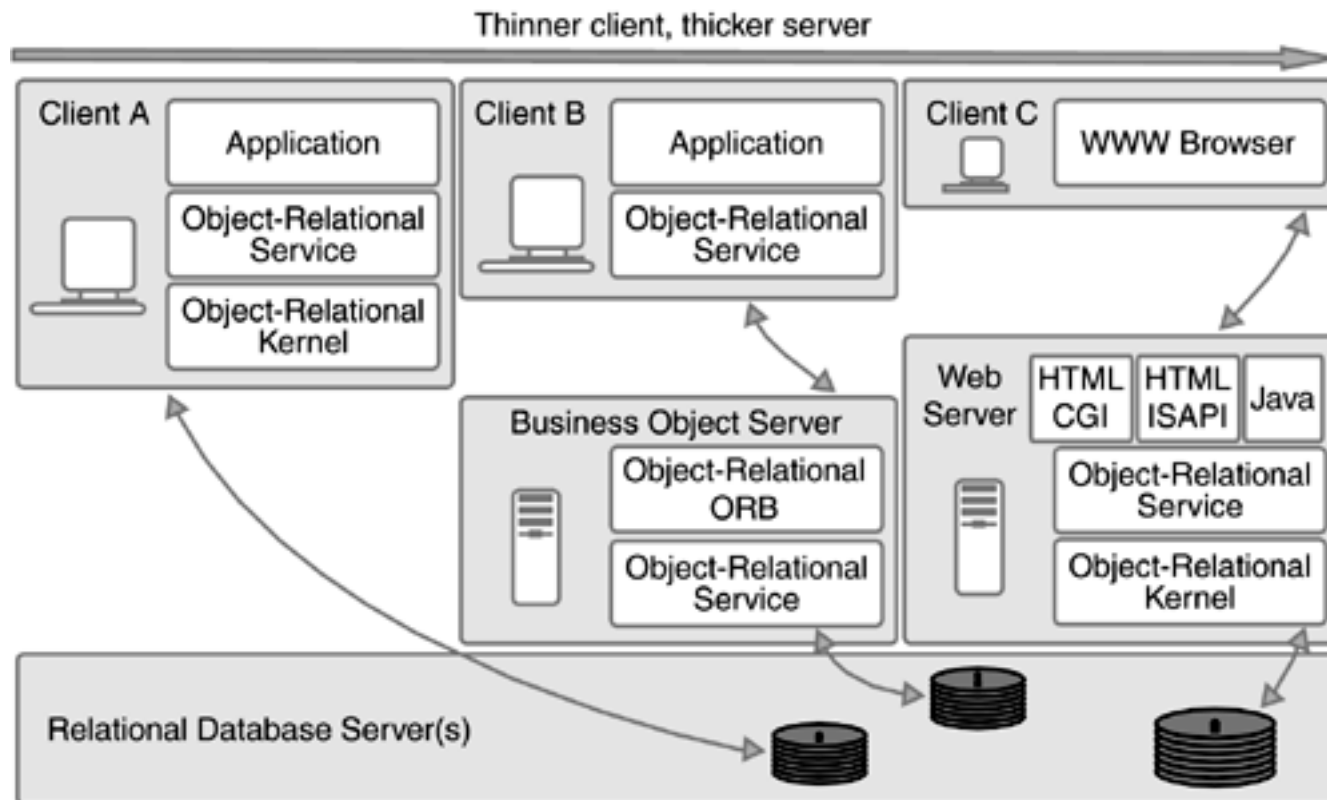 Thinner client, thicker server
Client A
Application
Object-Relational
Service
Object-Relational
Kernel
Client B
Application
Object-Relational
Service
Client C
WWW Browser
Business Object Server
Object-Relational
ORB
Object-Relational
Service
Web
Server
HTML
CGI
HTML
ISAPI
Java
Object-Relational
Service
Object-Relational
Kernel
Relational Database Server(s)